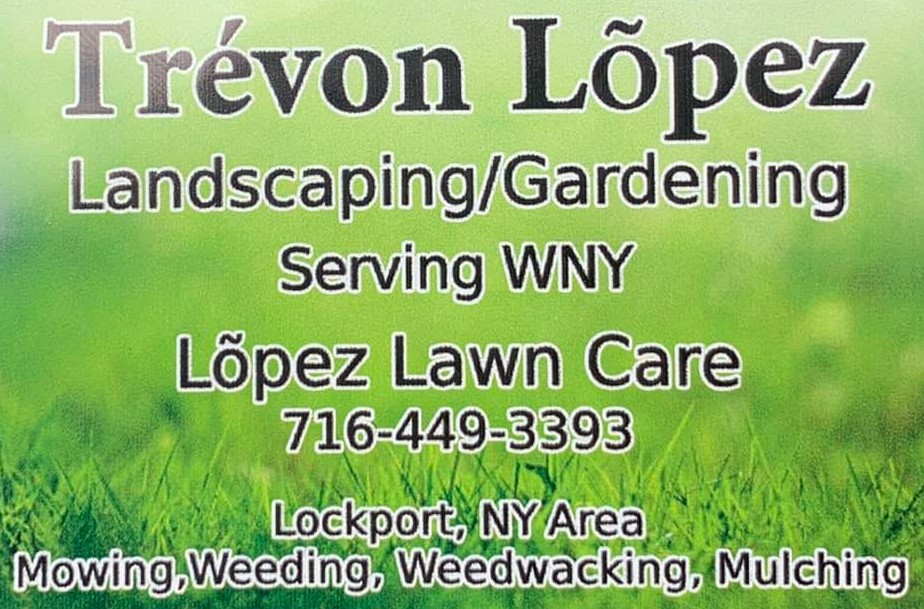 Trévon Lõpez
Landscaping/Gardening
Serving WNY
Lõpez Lawn Care
716-449-3393
Lockport, NY Area
Mowing,Weeding, Weedwacking, Mulching